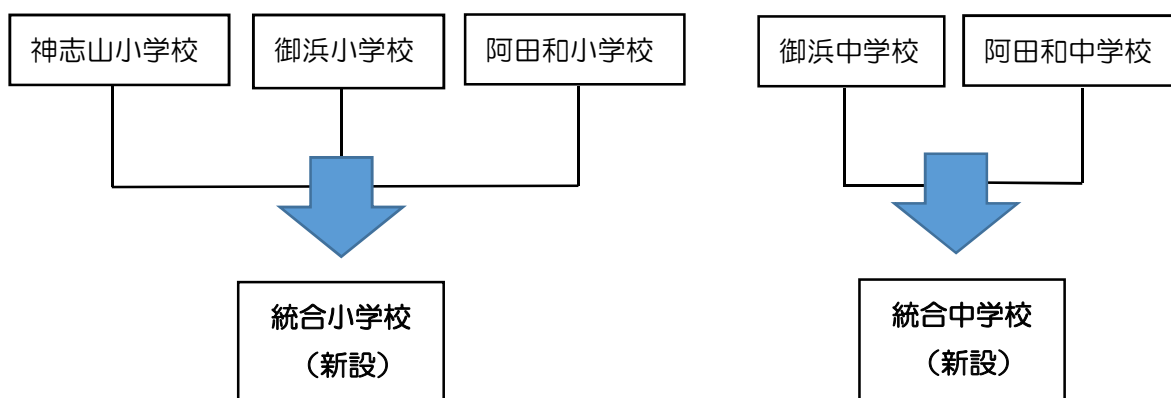 神志山小学校
御浜小学校
阿田和小学校
御浜中学校
阿田和中学校
統合小学校
（新設）
統合中学校
（新設）